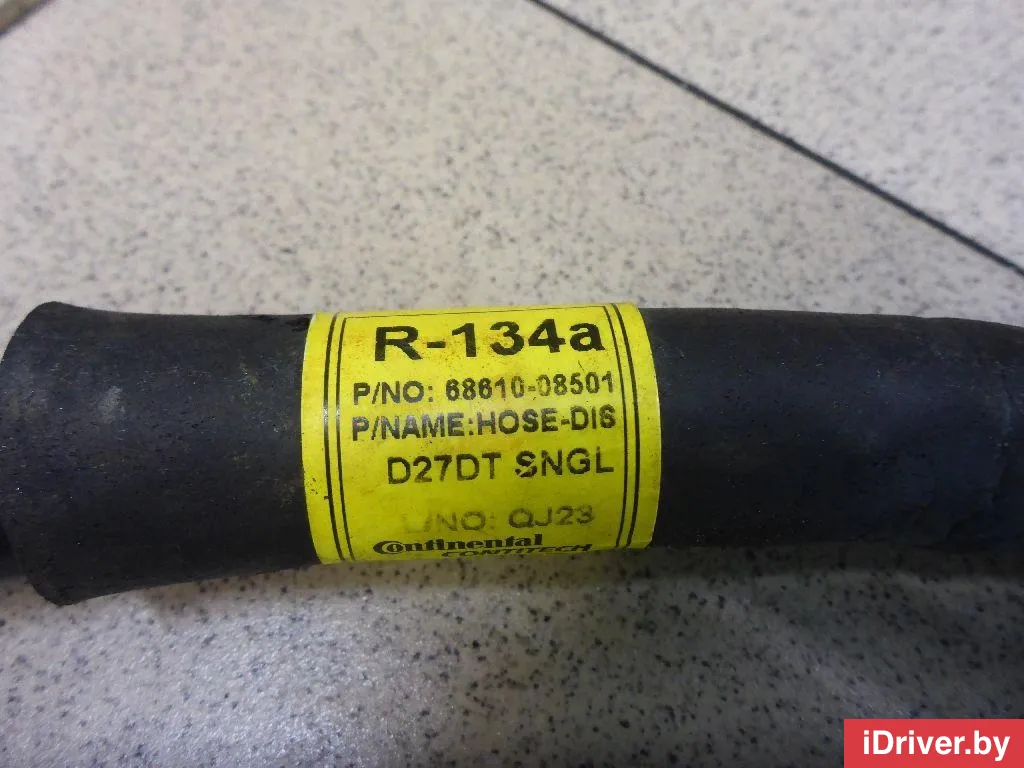 R-134a
P/NO: 68610-08501
P/NAME:HOSE-DIS
D27DT SNGL
L/NO: QJ23
Continental
CONTITECH
iDriver.by